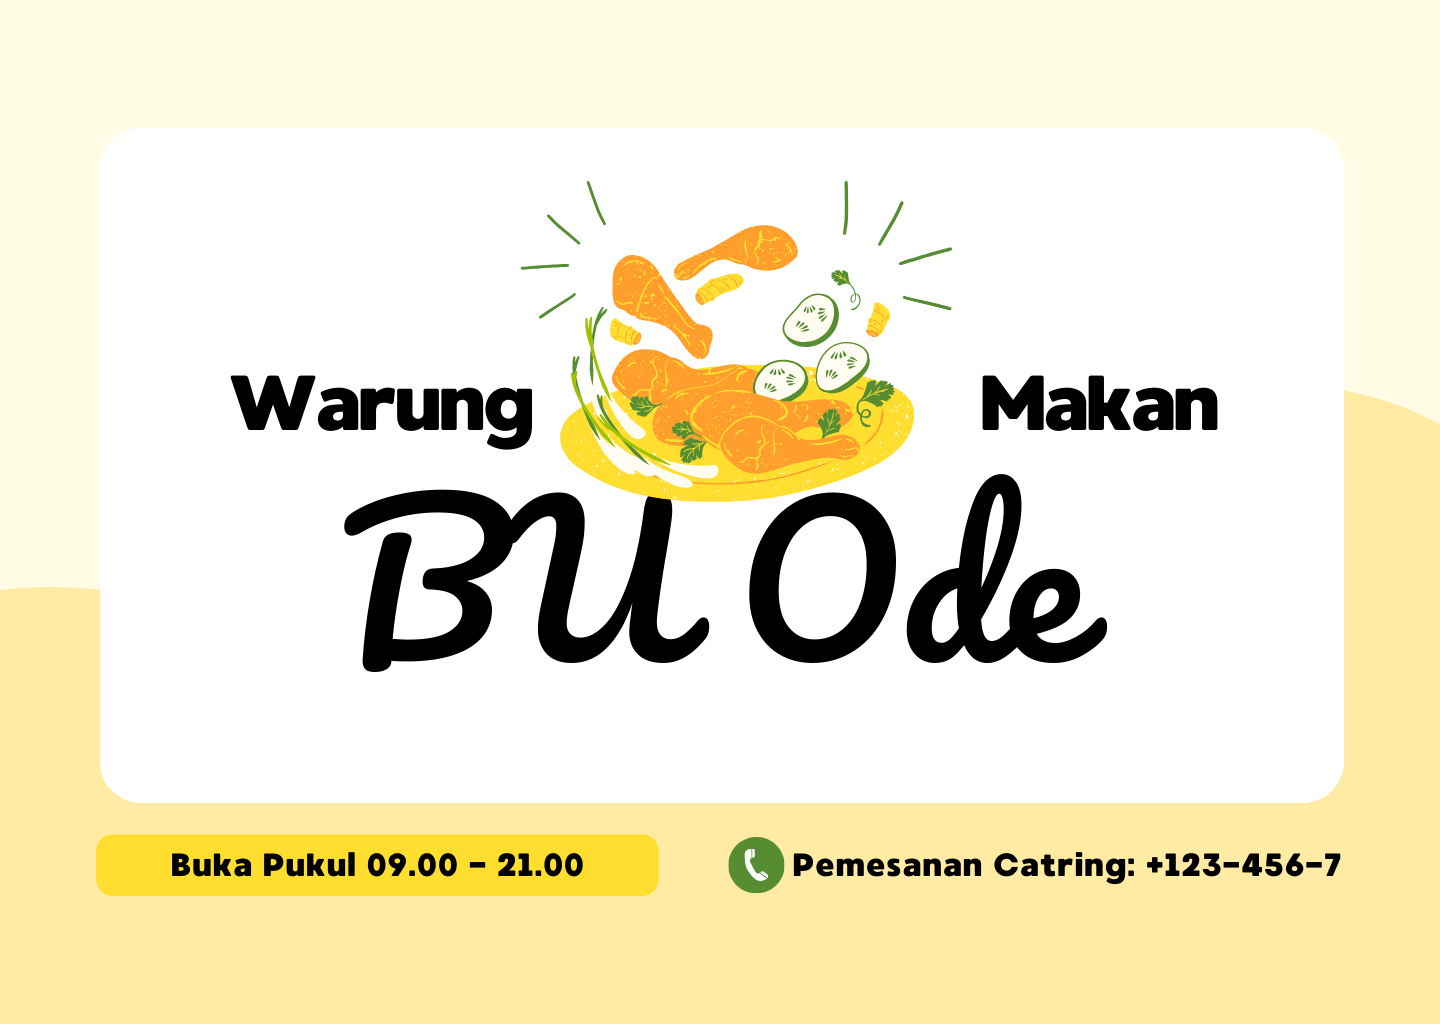 Warung Makan
BU Ode
Buka Pukul 09.00 - 21.00
Pemesanan Catring: +123-456-7